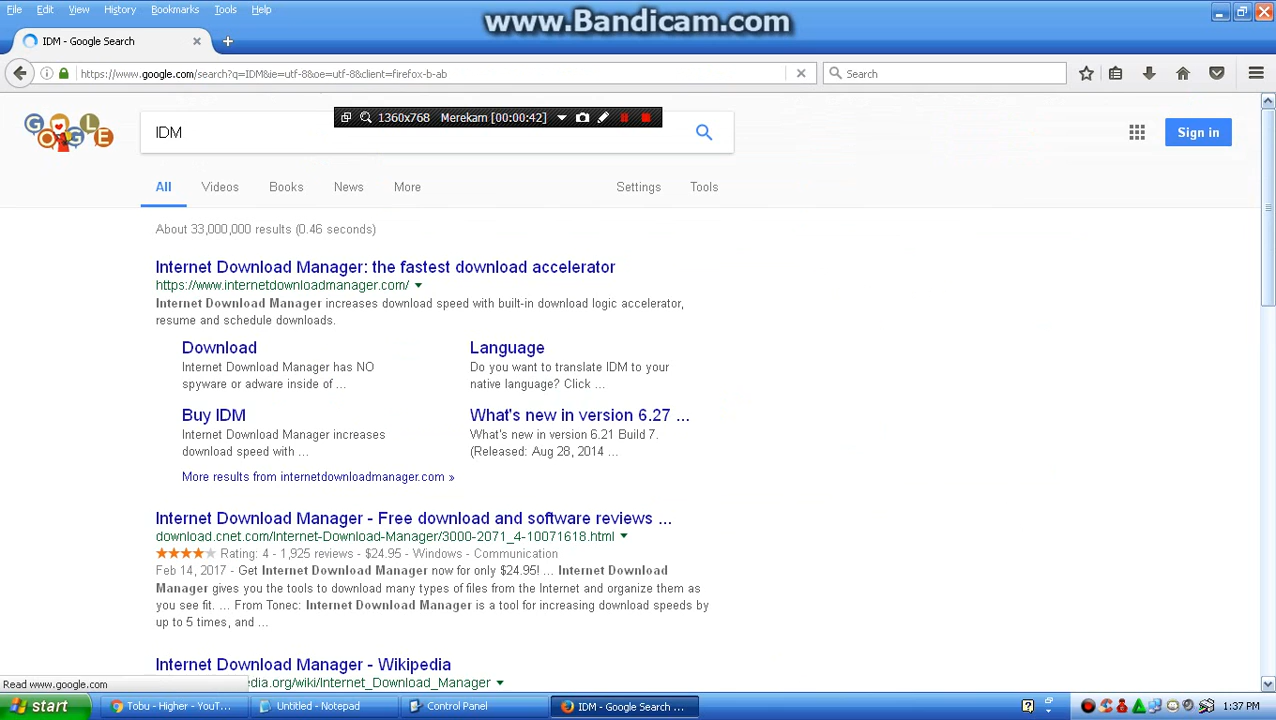 File Edit View History Bookmarks Tools Help
www.Bandicam.com
IDM - Google Search
https://www.google.com/search?q=IDM&ie=utf-8&oe=utf-8&client=firefox-b-ab
Search
GOOGLE
IDM
1360x768 Merekam [00:00:42]
Sign in
All Videos Books News More Settings Tools
About 33,000,000 results (0.46 seconds)
Internet Download Manager: the fastest download accelerator
https://www.internetdownloadmanager.com/
Internet Download Manager increases download speed with built-in download logic accelerator,
resume and schedule downloads.
Download
Internet Download Manager has NO
spyware or adware inside of ...
Language
Do you want to translate IDM to your
native language? Click ...
Buy IDM
Internet Download Manager increases
download speed with ...
What's new in version 6.27 ...
What's new in version 6.21 Build 7.
(Released: Aug 28, 2014 ...
More results from internetdownloadmanager.com »
Internet Download Manager - Free download and software reviews ...
download.cnet.com/Internet-Download-Manager/3000-2071_4-10071618.html
Rating: 4 - 1,925 reviews - $24.95 - Windows - Communication
Feb 14, 2017 - Get Internet Download Manager now for only $24.95! ... Internet Download
Manager gives you the tools to download many types of files from the Internet and organize them as
you see fit. ... From Tonec: Internet Download Manager is a tool for increasing download speeds by
up to 5 times, and ...
Internet Download Manager - Wikipedia
pedia.org/wiki/Internet_Download_Manager
Read www.google.com
start Tobu - Higher - YouT... Untitled - Notepad Control Panel IDM - Google Search ... 1:37 PM